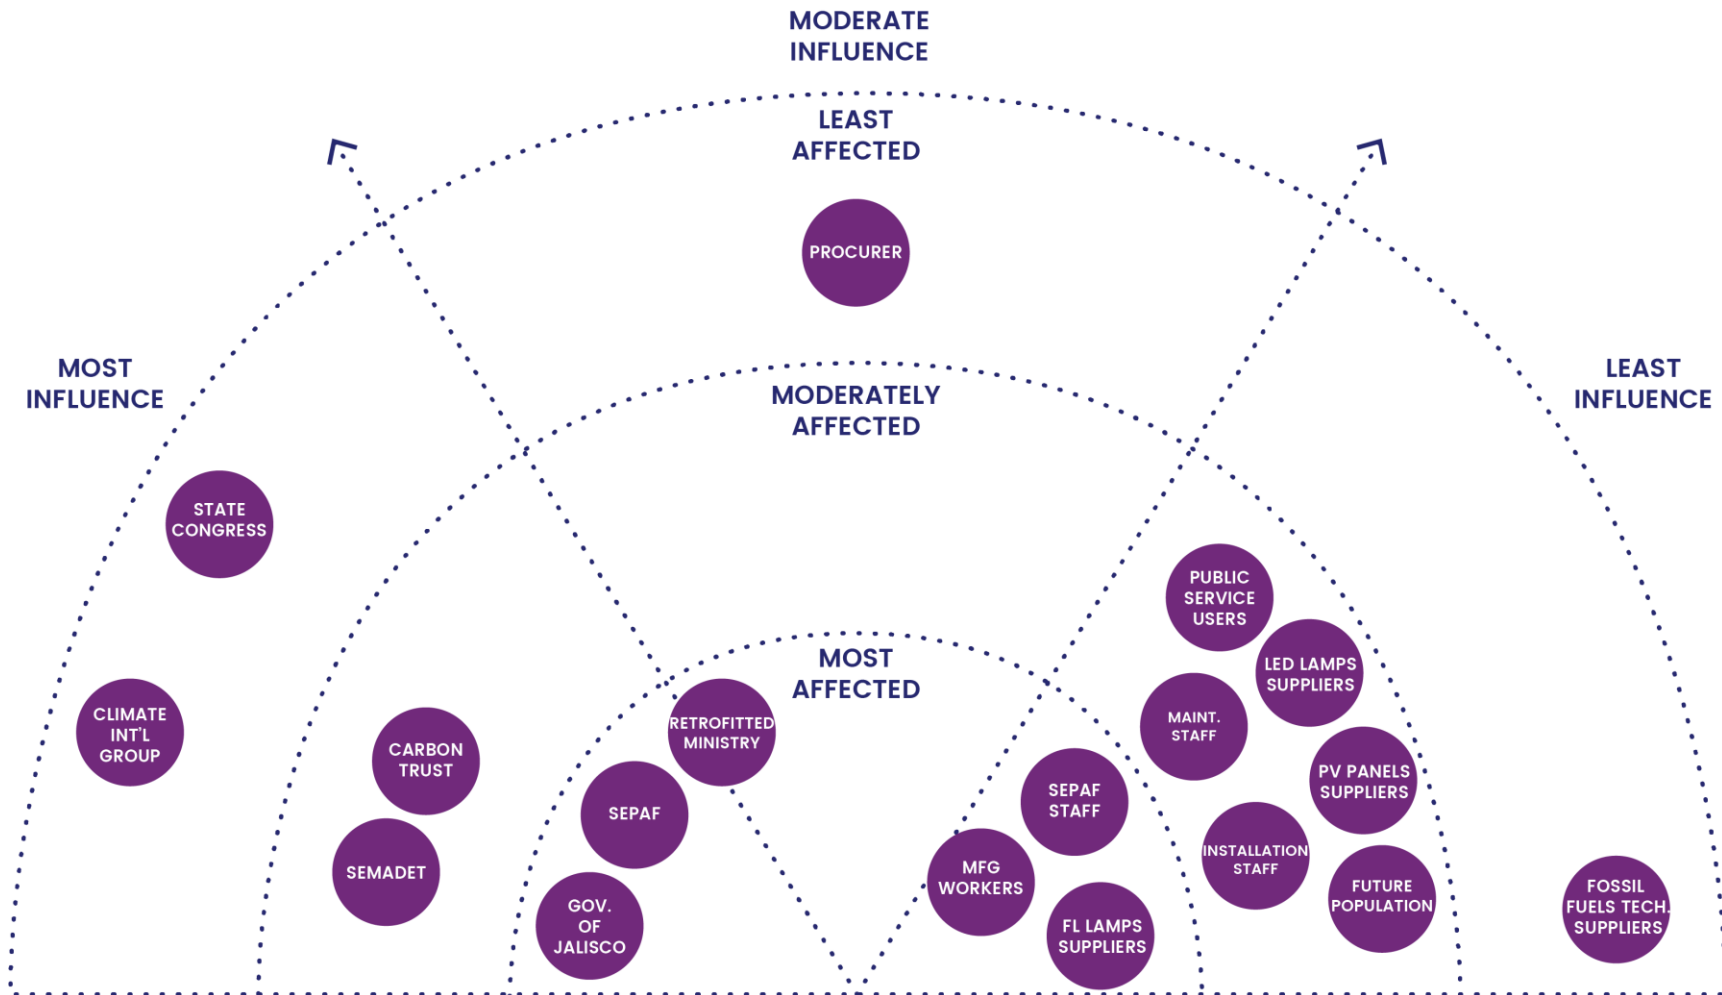 MODERATE
INFLUENCE
LEAST
AFFECTED
PROCURER
MOST
INFLUENCE
LEAST
INFLUENCE
MODERATELY
AFFECTED
STATE
CONGRESS
PUBLIC
SERVICE
USERS
MOST
AFFECTED
LED LAMPS
SUPPLIERS
CLIMATE
INT'L
GROUP
RETROFITTED
MINISTRY
MAINT.
STAFF
CARBON
TRUST
PV PANELS
SUPPLIERS
SEPAF
SEPAF
STAFF
SEMADET
MFG
WORKERS
INSTALLATION
STAFF
FUTURE
POPULATION
FOSSIL
FUELS TECH.
SUPPLIERS
GOV.
OF
JALISCO
FL LAMPS
SUPPLIERS